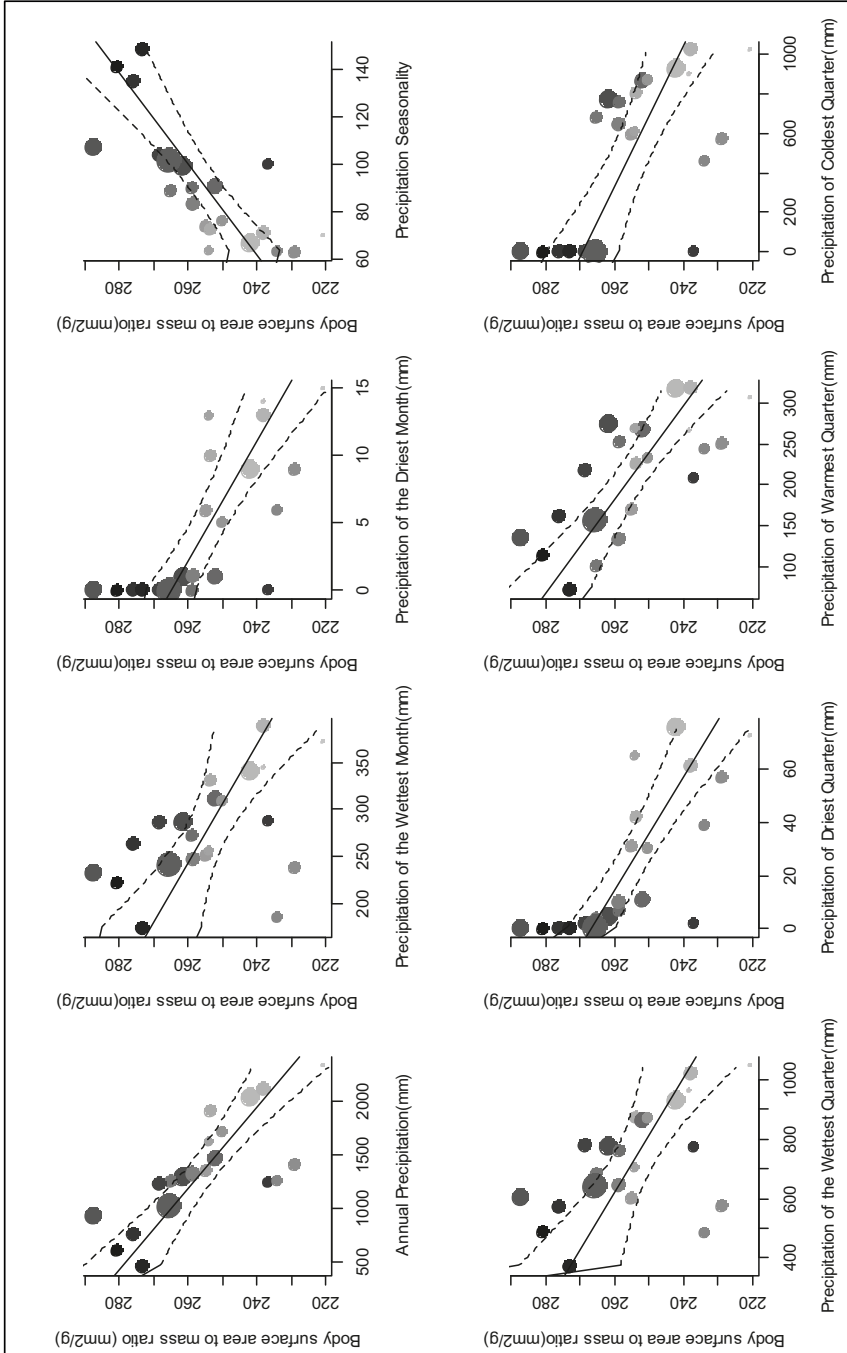 Body surface area to mass ratio (mm2/g)
220 240 260 280
500 1000 1500 2000
Annual Precipitation(mm)
Body surface area to mass ratio(mm2/g)
220 240 260 280
200 250 300 350
Precipitation of the Wettest Month(mm)
Body surface area to mass ratio(mm2/g)
220 240 260 280
0 5 10 15
Precipitation of the Driest Month(mm)
Body surface area to mass ratio(mm2/g)
220 240 260 280
60 80 100 120 140
Precipitation Seasonality
Body surface area to mass ratio(mm2/g)
220 240 260 280
400 600 800 1000
Precipitation of the Wettest Quarter(mm)
Body surface area to mass ratio(mm2/g)
220 240 260 280
0 20 40 60
Precipitation of Driest Quarter(mm)
Body surface area to mass ratio(mm2/g)
220 240 260 280
100 150 200 250 300
Precipitation of Warmest Quarter(mm)
Body surface area to mass ratio(mm2/g)
220 240 260 280
0 200 600 1000
Precipitation of Coldest Quarter(mm)